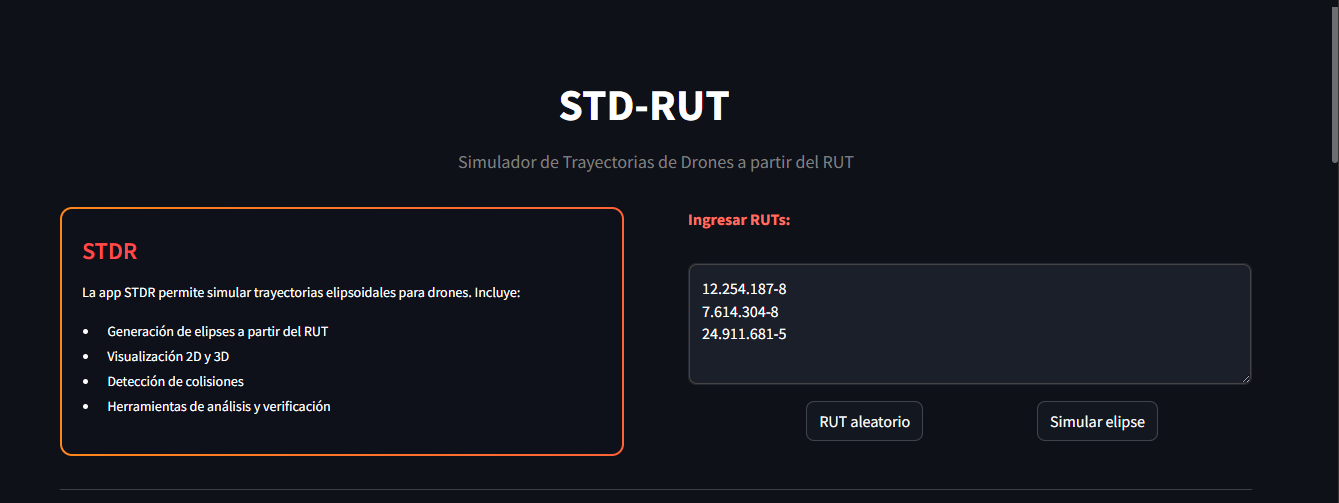 STD-RUT
Simulador de Trayectorias de Drones a partir del RUT
STDR
La app STDR permite simular trayectorias elipsoidales para drones. Incluye:
• Generación de elipses a partir del RUT
• Visualización 2D y 3D
• Detección de colisiones
• Herramientas de análisis y verificación
Ingresar RUTs:
12.254.187-8
7.614.304-8
24.911.681-5
RUT aleatorio
Simular elipse